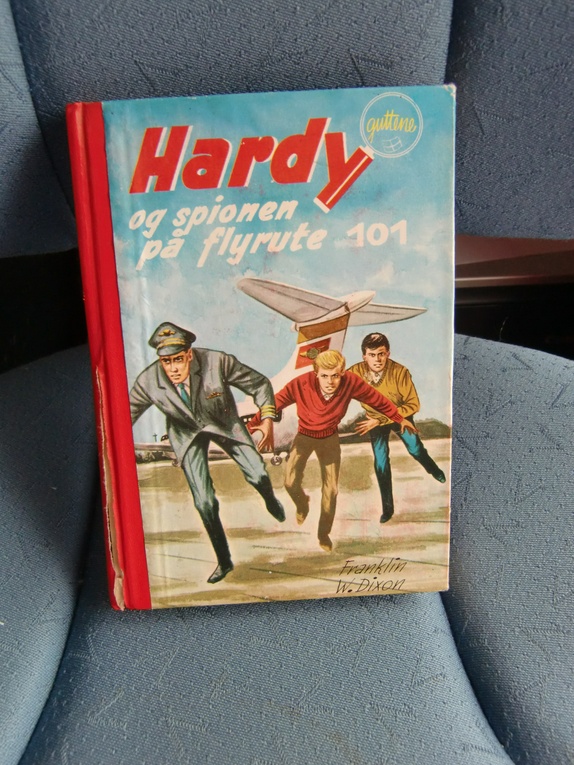 Hardy
guttene
og spionen
på flyrute 101
Franklin
W. Dixon